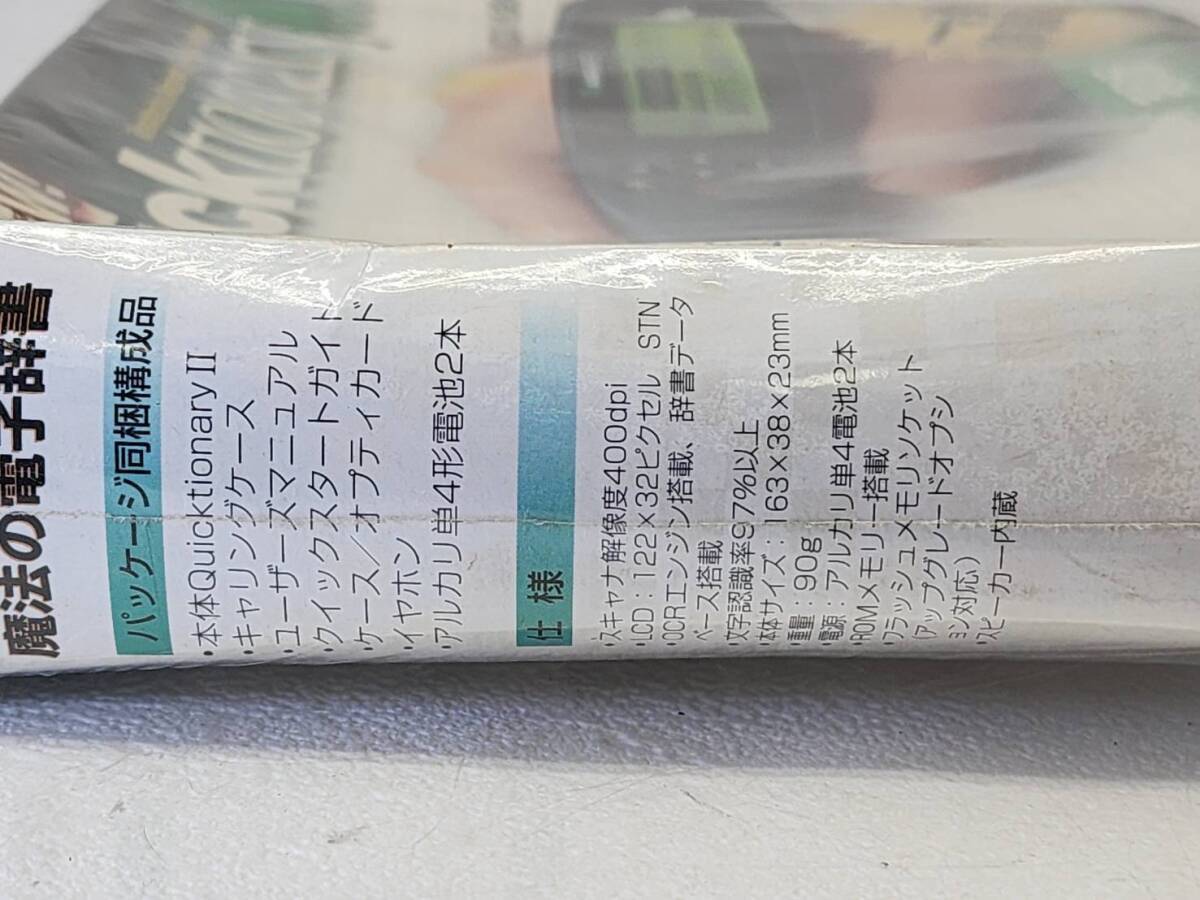 魔法の電子辞書
パッケージ同梱構成品
・本体QuicktionaryⅡ
・キャリングケース
・ユーザーズマニュアル
・クイックスタートガイド
・ケース／オプティカード
・イヤホン
・アルカリ単4形電池2本
仕様
・スキャナ解像度400dpi
・LCD：122×32ピクセル STN
・OCRエンジン搭載、辞書データ
ベース搭載
・文字認識率97%以上
・本体サイズ：163×38×23mm
・重量：90g
・電源：アルカリ単4電池2本
・ROMメモリー搭載
・フラッシュメモリソケット
(アップグレードオプシ
ョン対応)
・スピーカー内蔵